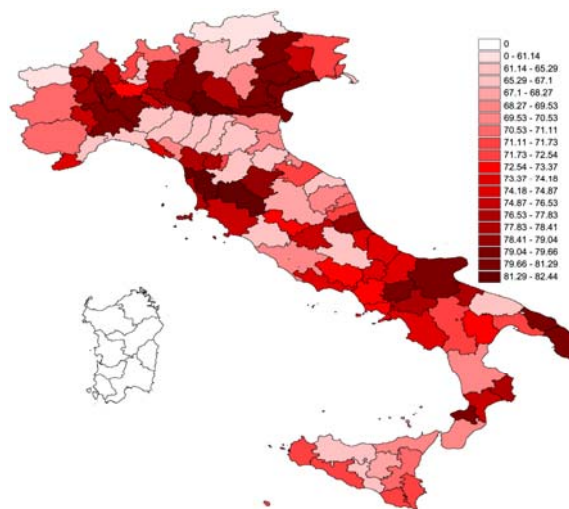 0
0 - 61.14
61.14 - 65.29
65.29 - 67.1
67.1 - 68.27
68.27 - 69.53
69.53 - 70.53
70.53 - 71.11
71.11 - 71.73
71.73 - 72.54
72.54 - 73.37
73.37 - 74.18
74.18 - 74.87
74.87 - 76.53
76.53 - 77.83
77.83 - 78.41
78.41 - 79.04
79.04 - 79.66
79.66 - 81.29
81.29 - 82.44